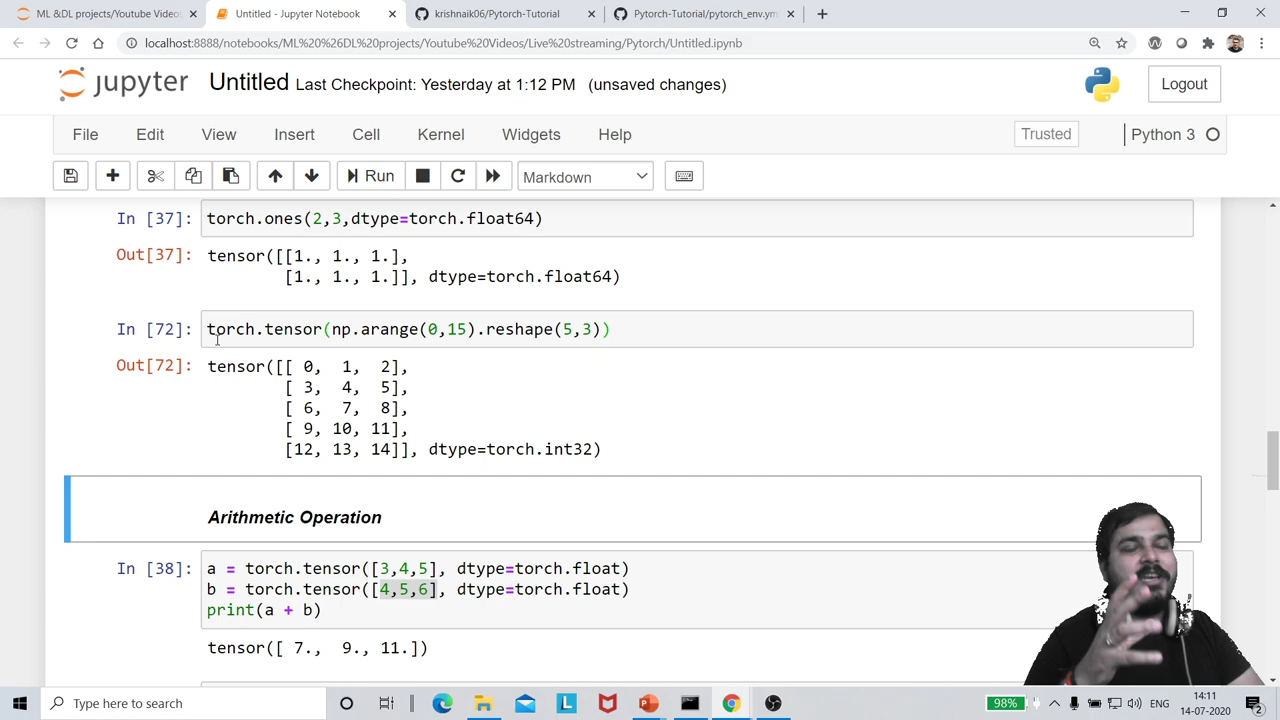 ML &DL projects/Youtube Videos
Untitled - Jupyter Notebook
krishnaik06/Pytorch-Tutorial
Pytorch-Tutorial/pytorch_env.ym
localhost:8888/notebooks/ML%20%26DL%20projects/Youtube%20Videos/Live%20streaming/Pytorch/Untitled.ipynb
jupyter Untitled Last Checkpoint: Yesterday at 1:12 PM (unsaved changes)
Logout
File Edit View Insert Cell Kernel Widgets Help
Trusted
Python 3
Run
Markdown
In [37]: torch.ones(2,3,dtype=torch.float64)
Out[37]: tensor([[1., 1., 1.],
[1., 1., 1.]], dtype=torch.float64)
In [72]: torch.tensor(np.arange(0,15).reshape(5,3))
Out[72]: tensor([[ 0, 1, 2],
[ 3, 4, 5],
[ 6, 7, 8],
[ 9, 10, 11],
[12, 13, 14]], dtype=torch.int32)
Arithmetic Operation
In [38]: a = torch.tensor([3,4,5], dtype=torch.float)
b = torch.tensor([4,5,6], dtype=torch.float)
print(a + b)
tensor([ 7., 9., 11.])
Type here to search
98%
ENG
14:11
14-07-2020
2